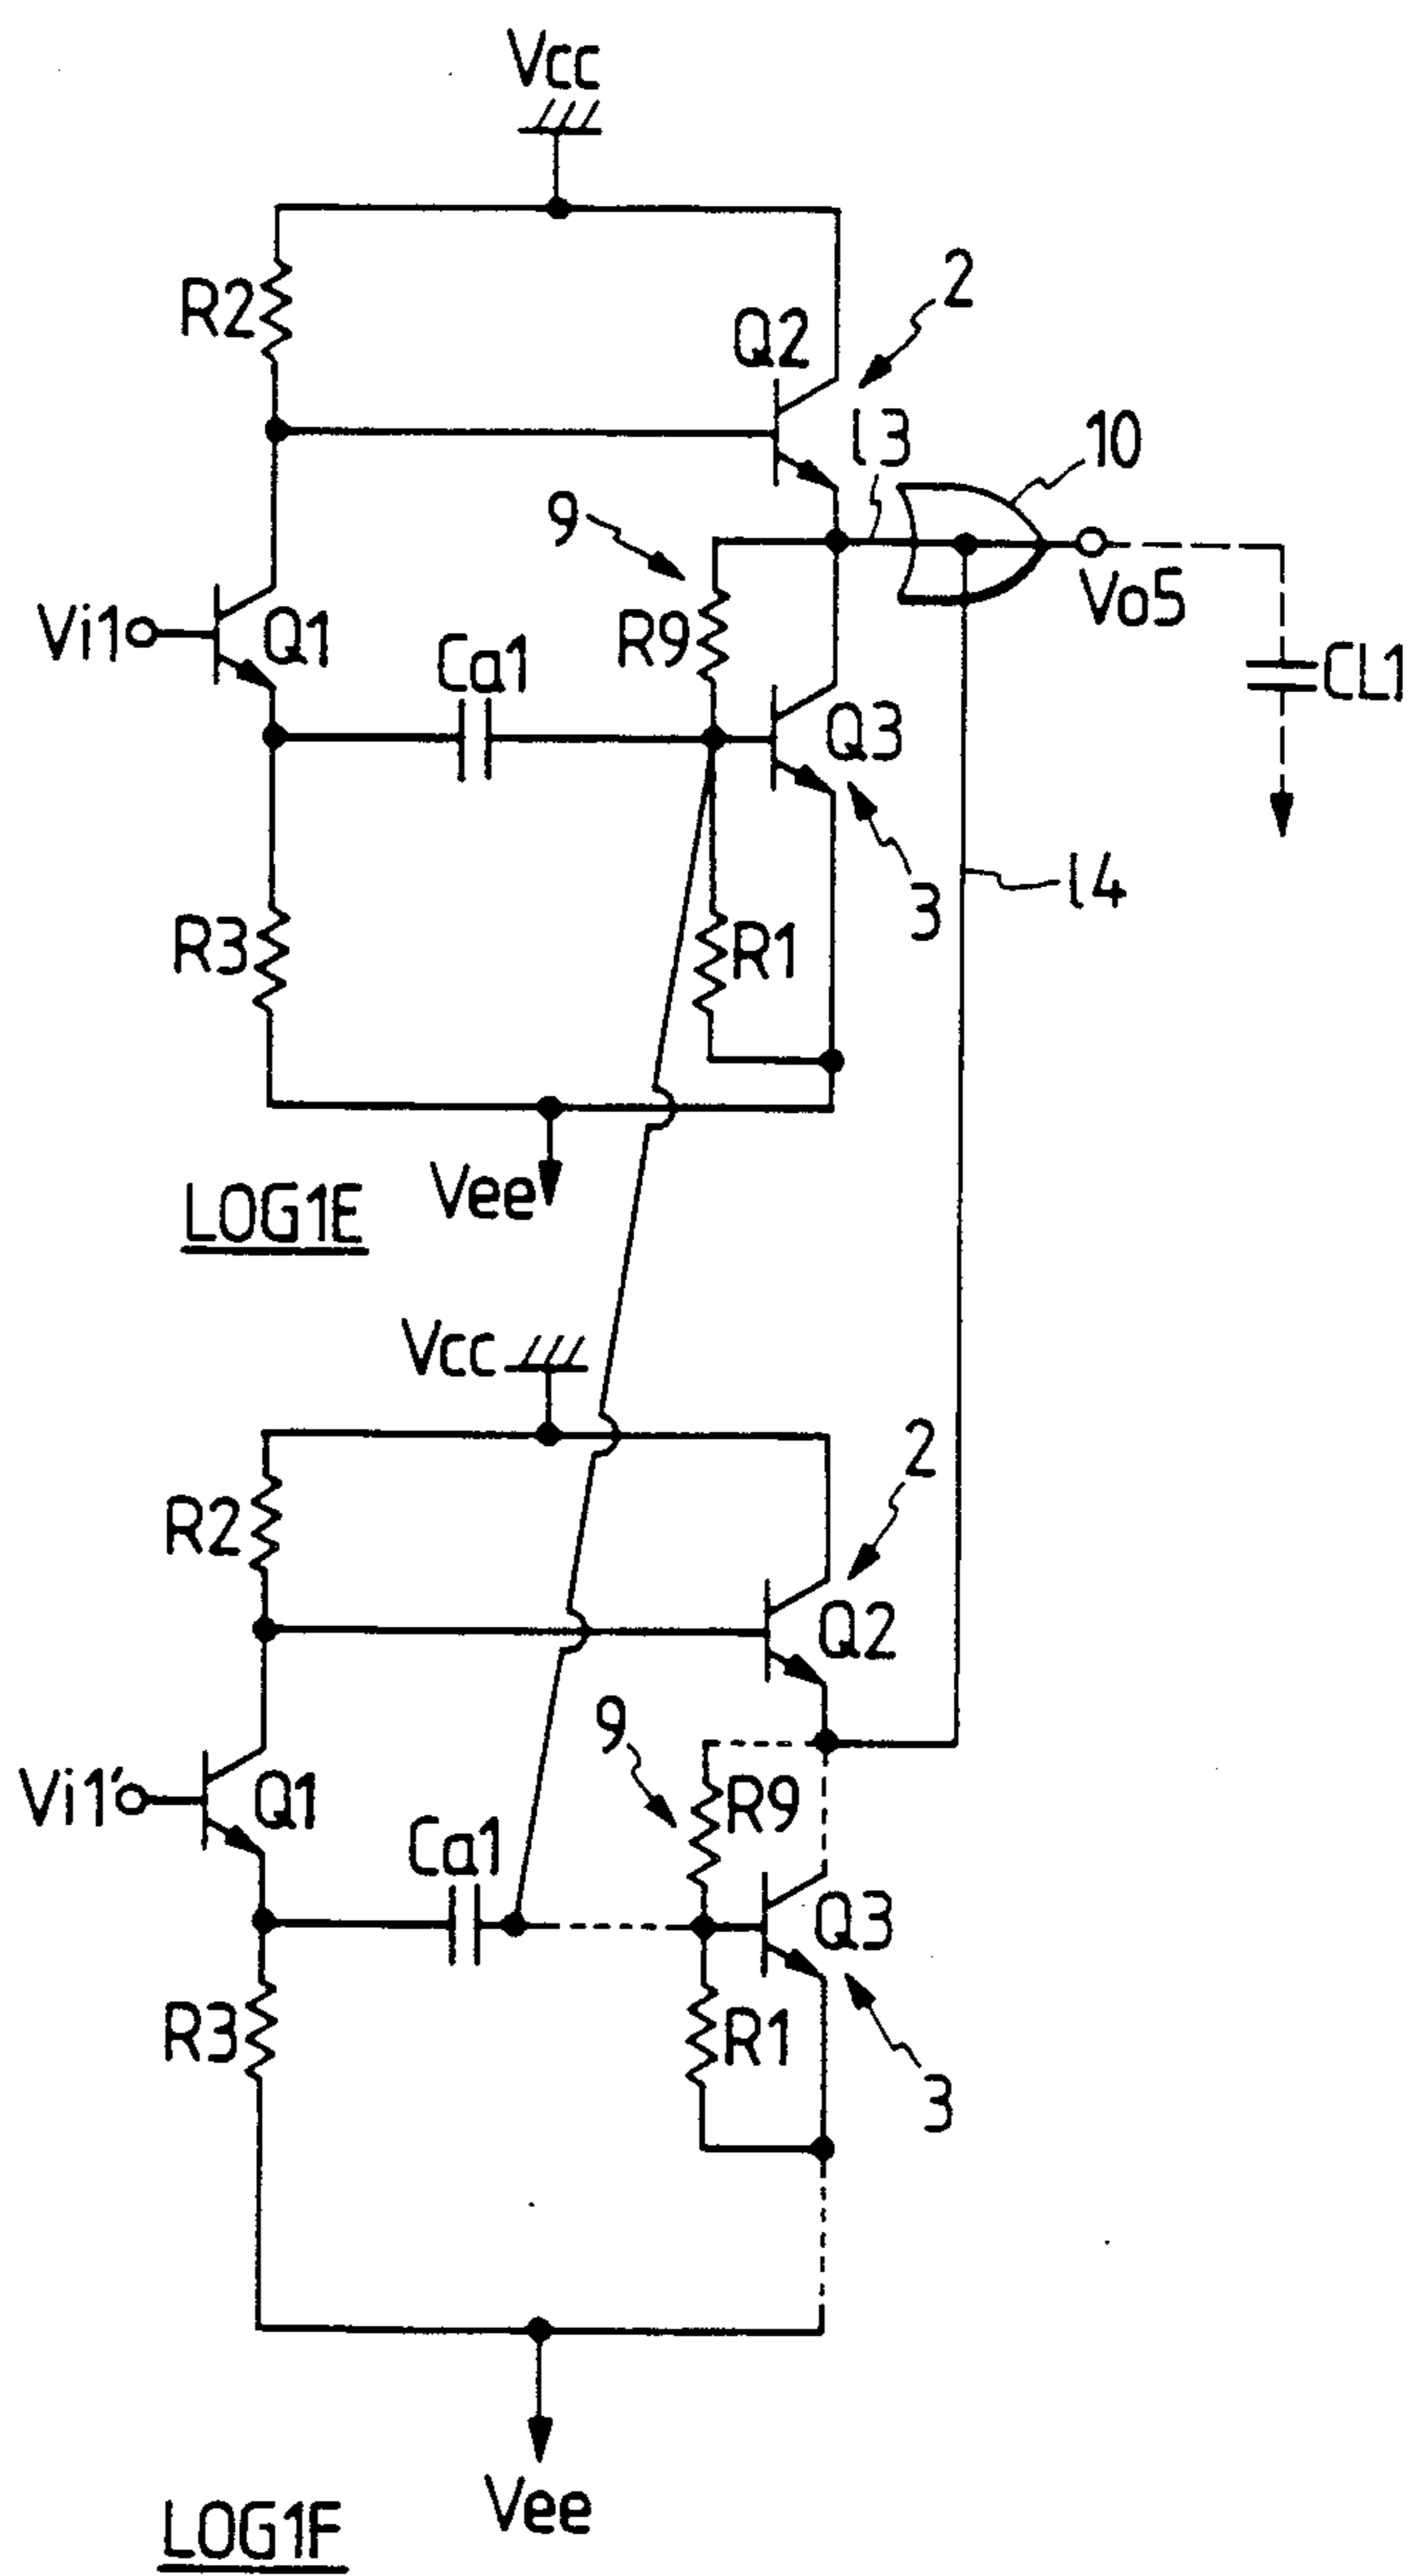 Vcc
R2
Q2
2
l3
10
9
Vi1
Q1
Ca1
R9
Vo5
CL1
Q3
R3
R1
3
l4
Vee
LOG1E
Vcc
2
R2
Q2
9
Vi1'
Q1
R9
Ca1
Q3
R3
R1
3
Vee
LOG1F